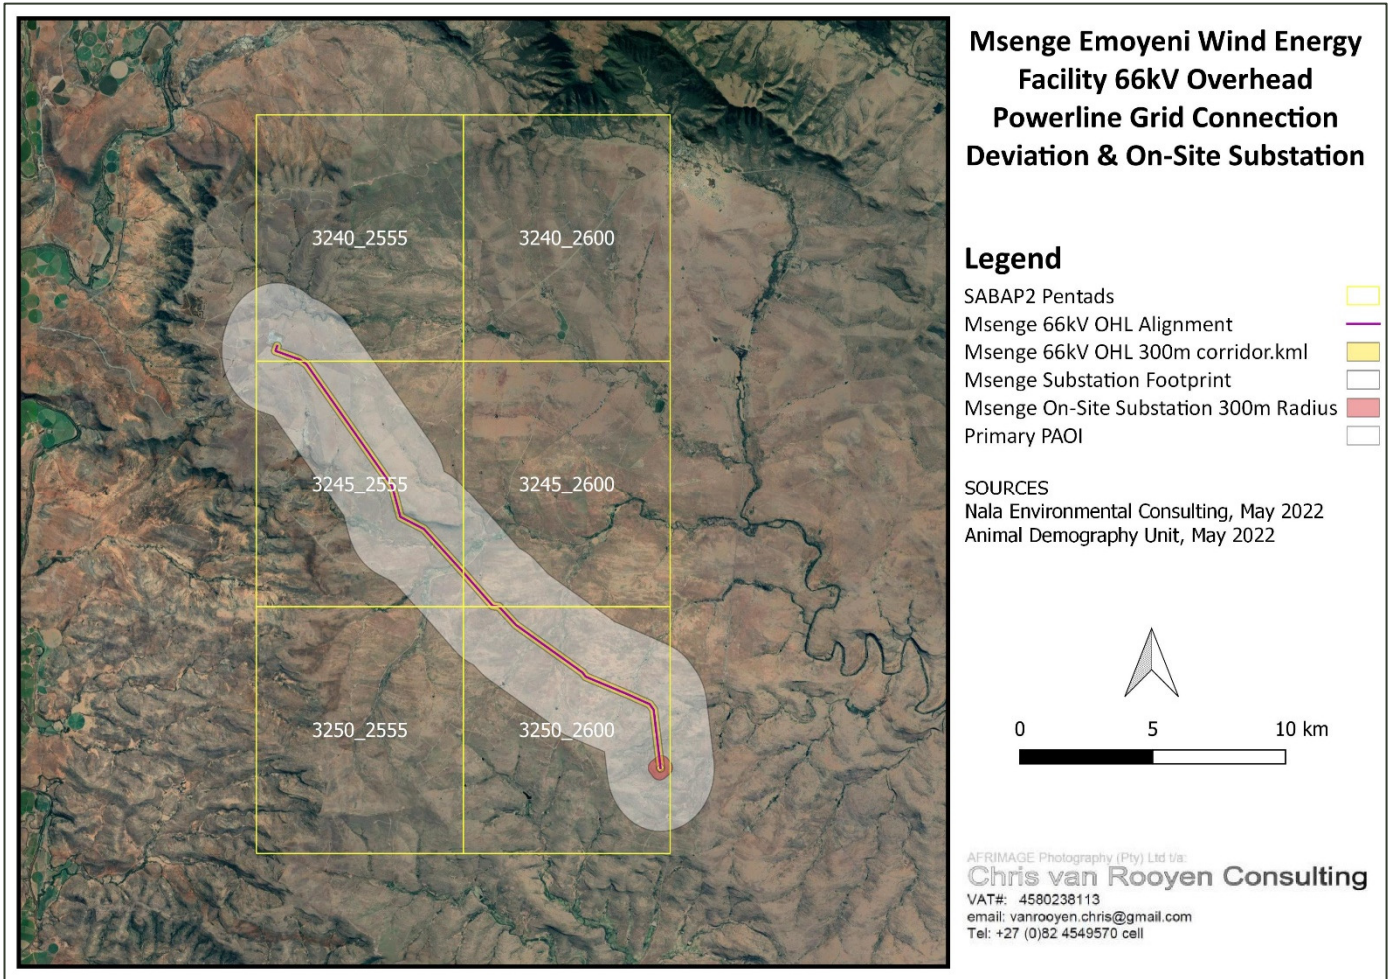 Msenge Emoyeni Wind Energy
Facility 66kV Overhead
Powerline Grid Connection
Deviation & On-Site Substation
3240_2555
3240_2600
3245_2555
3245_2600
3250_2555
3250_2600
Legend
SABAP2 Pentads
Msenge 66kV OHL Alignment
Msenge 66kV OHL 300m corridor.kml
Msenge Substation Footprint
Msenge On-Site Substation 300m Radius
Primary PAOI
SOURCES
Nala Environmental Consulting, May 2022
Animal Demography Unit, May 2022
0 5 10 km
AFRIMAGE Photography (Pty) Ltd t/a:
Chris van Rooyen Consulting
VAT#: 4580238113
email: vanrooyen.chris@gmail.com
Tel: +27 (0)82 4549570 cell